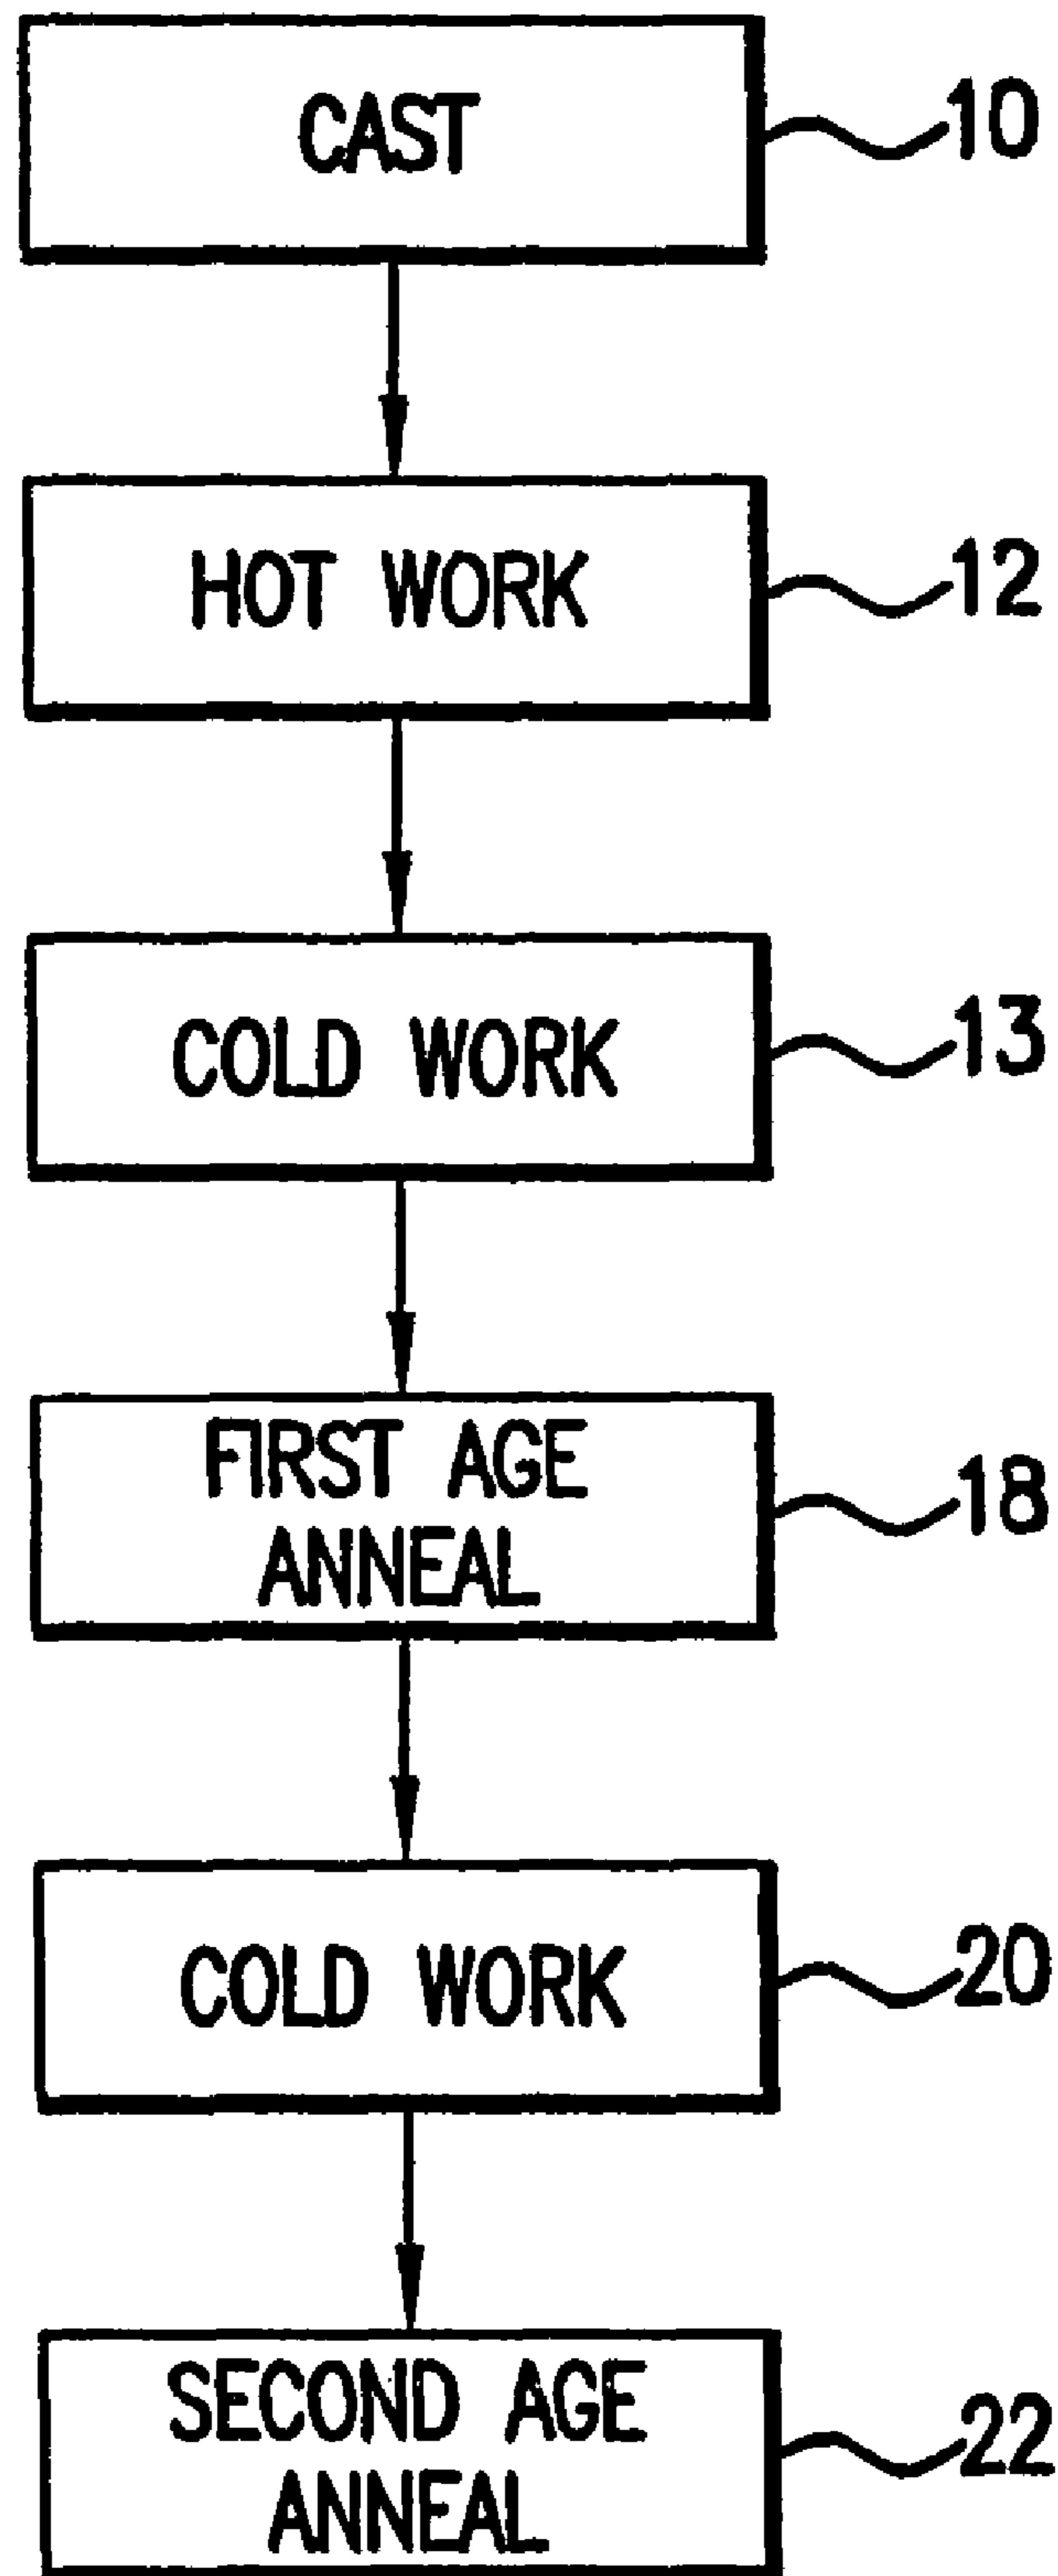 CAST
10
HOT WORK
12
COLD WORK
13
FIRST AGE
ANNEAL
18
COLD WORK
20
SECOND AGE
ANNEAL
22